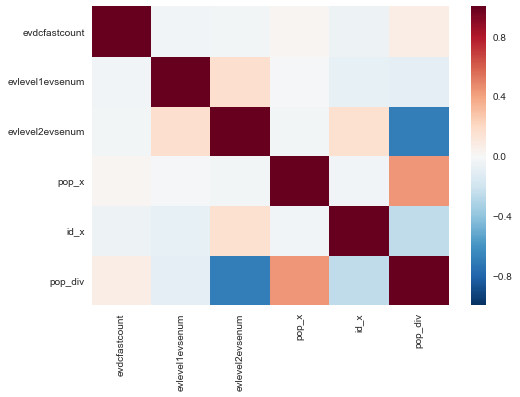 evdcfastcount
evlevel1evsenum
evlevel2evsenum
pop_x
id_x
pop_div
evdcfastcount
evlevel1evsenum
evlevel2evsenum
pop_x
id_x
pop_div
0.8
0.4
0.0
−0.4
−0.8